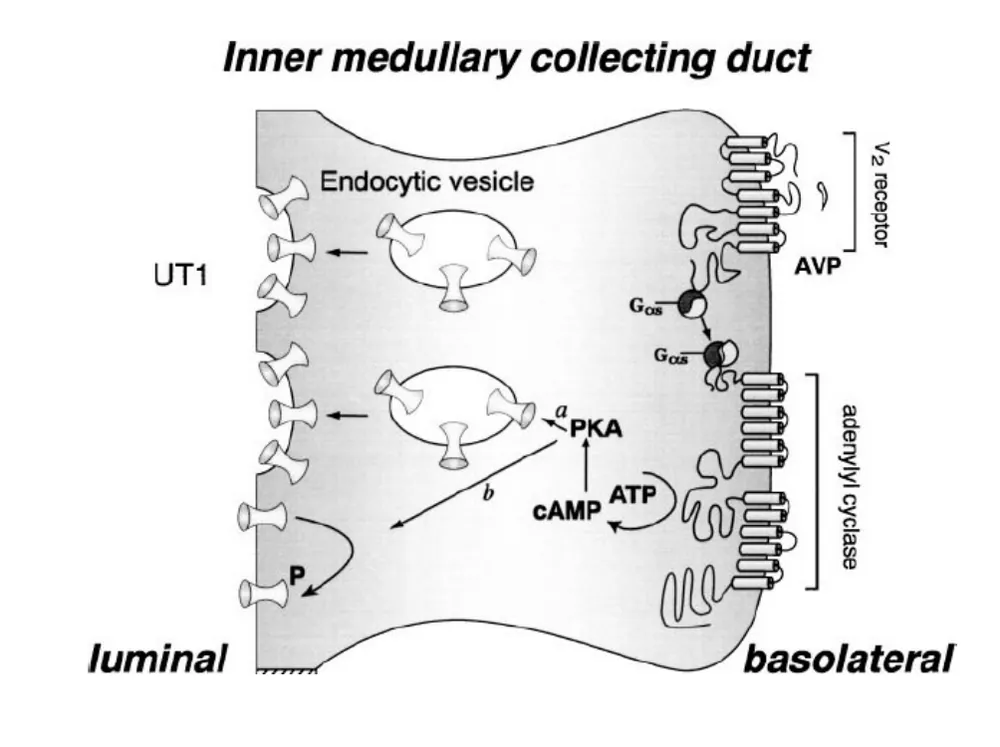 Inner medullary collecting duct
Endocytic vesicle
V₂ receptor
UT1
AVP
Gαs
Gαs
a
PKA
b
cAMP
ATP
adenylyl cyclase
P
luminal
basolateral